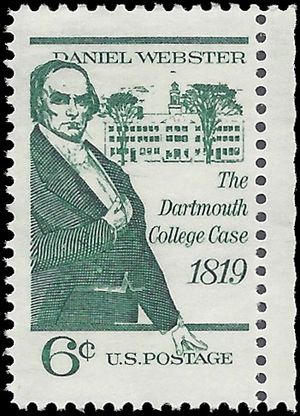 DANIEL WEBSTER
The
Dartmouth
College Case
1819
6¢ U.S. POSTAGE